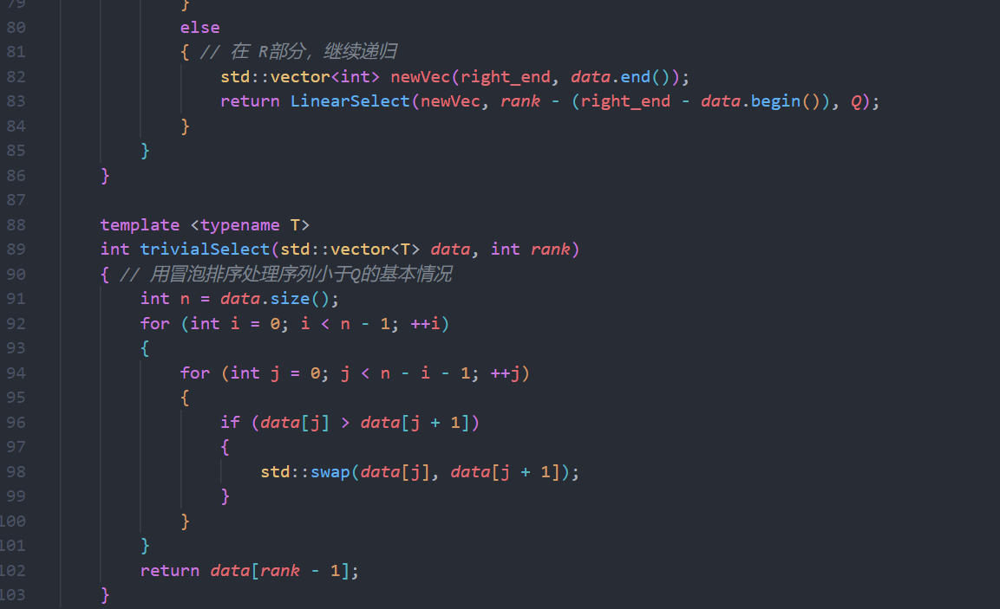 79 }
80 else
81 { // 在 R部分，继续递归
82 std::vector<int> newVec(right_end, data.end());
83 return LinearSelect(newVec, rank - (right_end - data.begin()), Q);
84 }
85 }
86 }
87
88 template <typename T>
89 int trivialSelect(std::vector<T> data, int rank)
90 { // 用冒泡排序处理序列小于Q的基本情况
91 int n = data.size();
92 for (int i = 0; i < n - 1; ++i)
93 {
94 for (int j = 0; j < n - i - 1; ++j)
95 {
96 if (data[j] > data[j + 1])
97 {
98 std::swap(data[j], data[j + 1]);
99 }
100 }
101 }
102 return data[rank - 1];
103 }